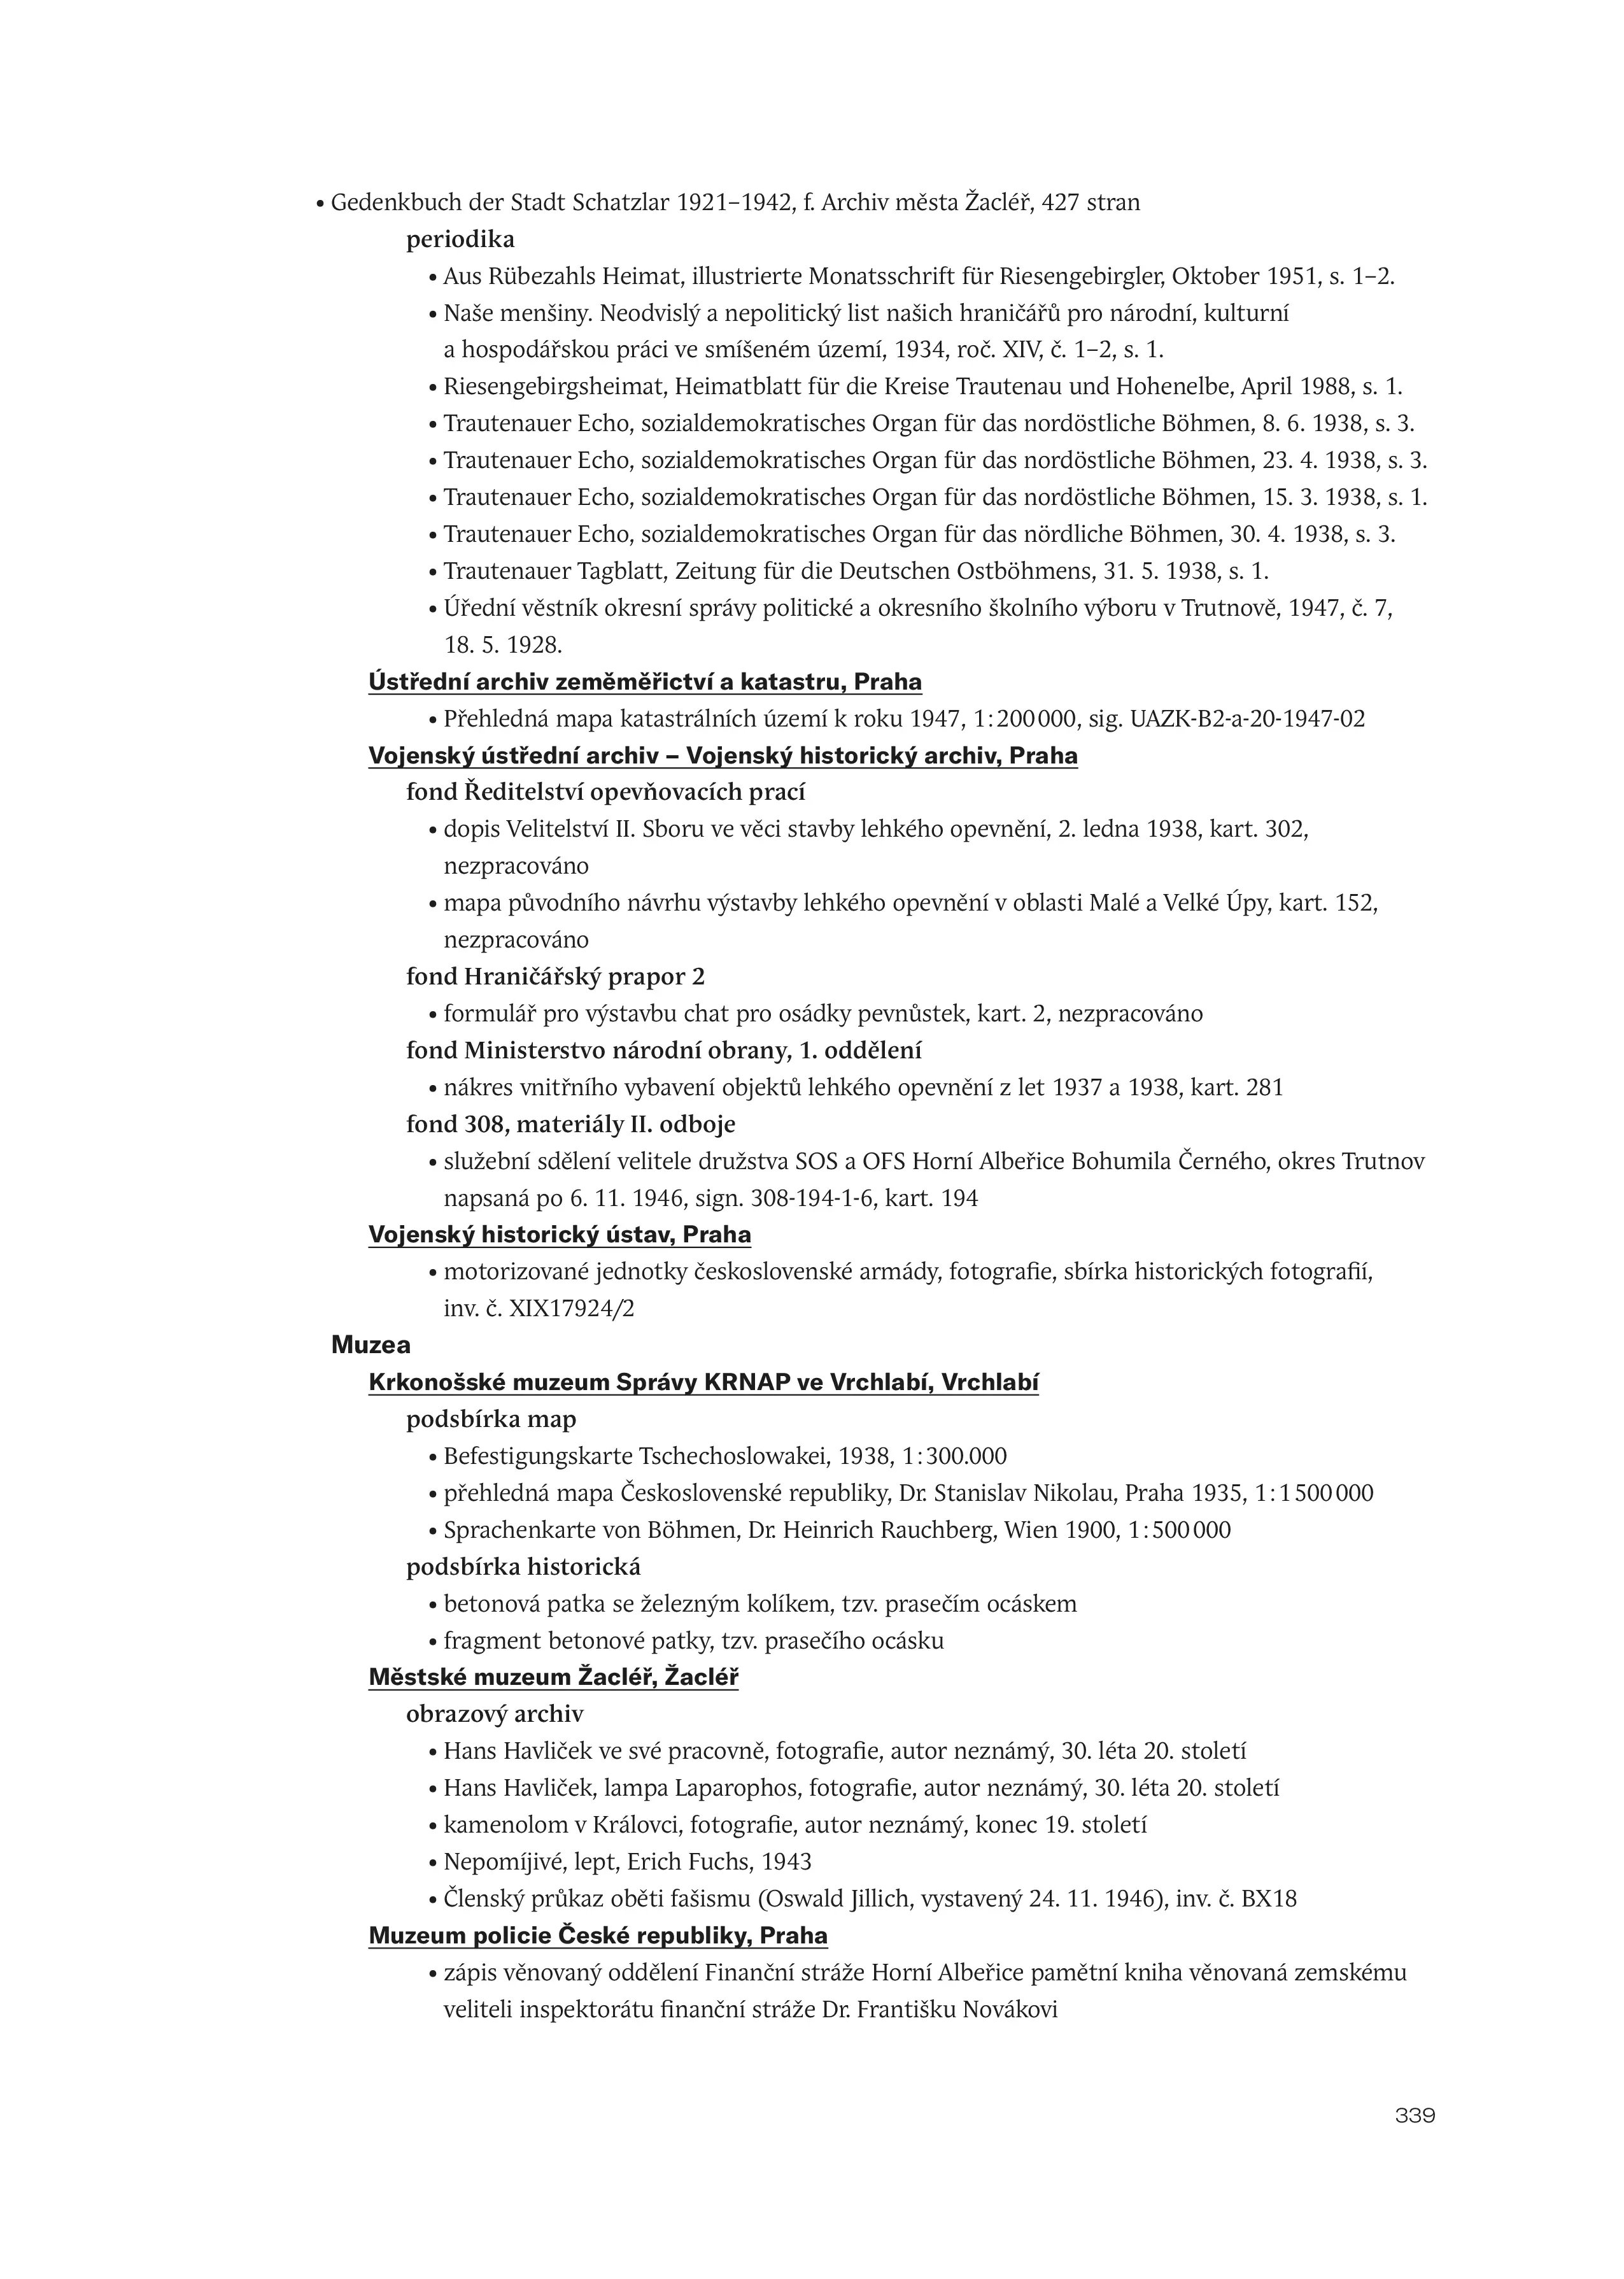 • Gedenkbuch der Stadt Schatzlar 1921–1942, f. Archiv města Žacléř, 427 stran
periodika
• Aus Rübezahls Heimat, illustrierte Monatsschrift für Riesengebirgler, Oktober 1951, s. 1–2.
• Naše menšiny. Neodvislý a nepolitický list našich hraničářů pro národní, kulturní
a hospodářskou práci ve smíšeném území, 1934, roč. XIV, č. 1–2, s. 1.
• Riesengebirgsheimat, Heimatblatt für die Kreise Trautenau und Hohenelbe, April 1988, s. 1.
• Trautenauer Echo, sozialdemokratisches Organ für das nordöstliche Böhmen, 8. 6. 1938, s. 3.
• Trautenauer Echo, sozialdemokratisches Organ für das nordöstliche Böhmen, 23. 4. 1938, s. 3.
• Trautenauer Echo, sozialdemokratisches Organ für das nordöstliche Böhmen, 15. 3. 1938, s. 1.
• Trautenauer Echo, sozialdemokratisches Organ für das nördliche Böhmen, 30. 4. 1938, s. 3.
• Trautenauer Tagblatt, Zeitung für die Deutschen Ostböhmens, 31. 5. 1938, s. 1.
• Úřední věstník okresní správy politické a okresního školního výboru v Trutnově, 1947, č. 7,
18. 5. 1928.
Ústřední archiv zeměměřictví a katastru, Praha
• Přehledná mapa katastrálních území k roku 1947, 1:200000, sig. UAZK-B2-a-20-1947-02
Vojenský ústřední archiv – Vojenský historický archiv, Praha
fond Ředitelství opevňovacích prací
• dopis Velitelství II. Sboru ve věci stavby lehkého opevnění, 2. ledna 1938, kart. 302,
nezpracováno
• mapa původního návrhu výstavby lehkého opevnění v oblasti Malé a Velké Úpy, kart. 152,
nezpracováno
fond Hraničářský prapor 2
• formulář pro výstavbu chat pro osádky pevnůstek, kart. 2, nezpracováno
fond Ministerstvo národní obrany, 1. oddělení
• nákres vnitřního vybavení objektů lehkého opevnění z let 1937 a 1938, kart. 281
fond 308, materiály II. odboje
• služební sdělení velitele družstva SOS a OFS Horní Albeřice Bohumila Černého, okres Trutnov
napsaná po 6. 11. 1946, sign. 308-194-1-6, kart. 194
Vojenský historický ústav, Praha
• motorizované jednotky československé armády, fotografie, sbírka historických fotografií,
inv. č. XIX17924/2
Muzea
Krkonošské muzeum Správy KRNAP ve Vrchlabí, Vrchlabí
podsbírka map
• Befestigungskarte Tschechoslowakei, 1938, 1:300.000
• přehledná mapa Československé republiky, Dr. Stanislav Nikolau, Praha 1935, 1:1500000
• Sprachenkarte von Böhmen, Dr. Heinrich Rauchberg, Wien 1900, 1:500000
podsbírka historická
• betonová patka se železným kolíkem, tzv. prasečím ocáskem
• fragment betonové patky, tzv. prasečího ocásku
Městské muzeum Žacléř, Žacléř
obrazový archiv
• Hans Havliček ve své pracovně, fotografie, autor neznámý, 30. léta 20. století
• Hans Havliček, lampa Laparophos, fotografie, autor neznámý, 30. léta 20. století
• kamenolom v Královci, fotografie, autor neznámý, konec 19. století
• Nepomíjivé, lept, Erich Fuchs, 1943
• Členský průkaz oběti fašismu (Oswald Jillich, vystavený 24. 11. 1946), inv. č. BX18
Muzeum policie České republiky, Praha
• zápis věnovaný oddělení Finanční stráže Horní Albeřice pamětní kniha věnovaná zemskému
veliteli inspektorátu finanční stráže Dr. Františku Novákovi
339